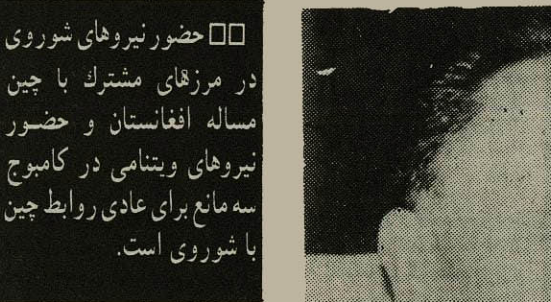 □□ حضور نیروهای شوروی
در مرزهای مشترك با چین
مساله افغانستان و حضور
نیروهای ویتنامی در کامبوج
سه مانع برای عادی روابط چین
با شوروی است.